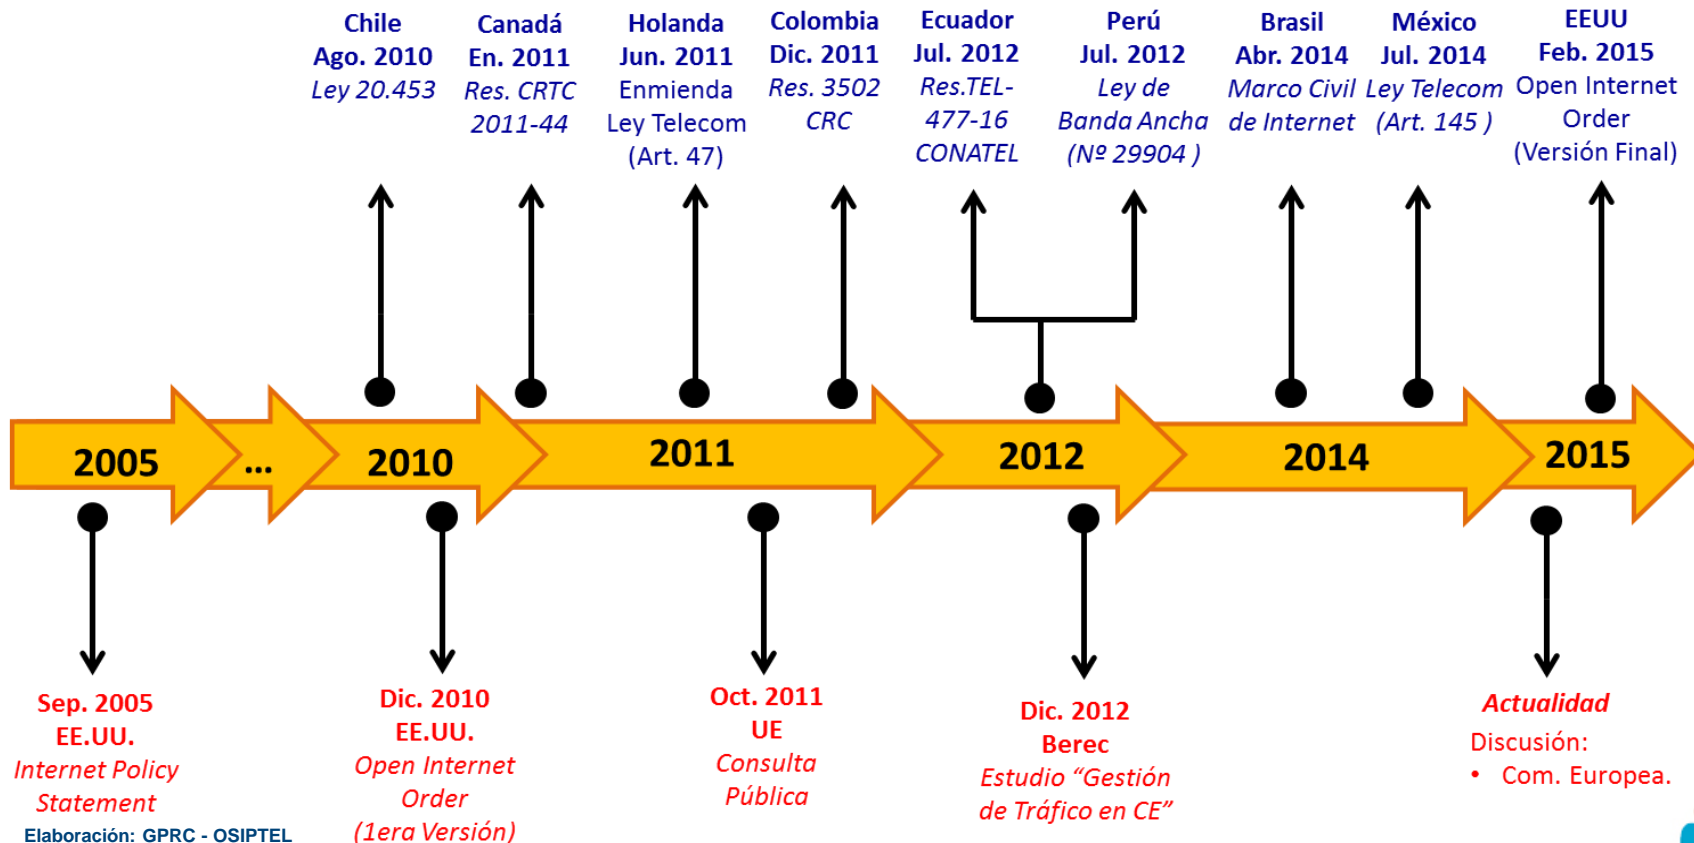 Chile
Ago. 2010
Ley 20.453
Canadá
En. 2011
Res. CRTC
2011-44
Holanda
Jun. 2011
Enmienda
Ley Telecom
(Art. 47)
Colombia
Dic. 2011
Res. 3502
CRC
Ecuador
Jul. 2012
Res.TEL-
477-16
CONATEL
Perú
Jul. 2012
Ley de
Banda Ancha
(Nº 29904 )
Brasil
Abr. 2014
Marco Civil
de Internet
México
Jul. 2014
Ley Telecom
(Art. 145 )
EEUU
Feb. 2015
Open Internet
Order
(Versión Final)
2005
...
2010
2011
2012
2014
2015
Sep. 2005
EE.UU.
Internet Policy
Statement
Dic. 2010
EE.UU.
Open Internet
Order
(1era Versión)
Oct. 2011
UE
Consulta
Pública
Dic. 2012
Berec
Estudio “Gestión
de Tráfico en CE”
Actualidad
Discusión:
• Com. Europea.
Elaboración: GPRC - OSIPTEL